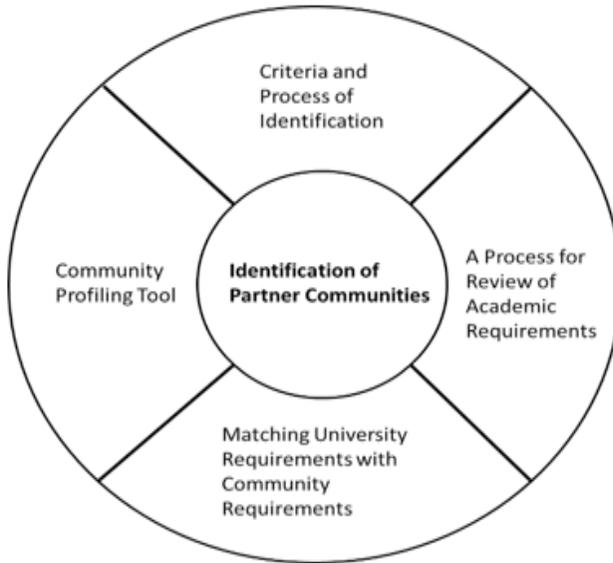 Criteria and
Process of
Identification
Community
Profiling Tool
Identification of
Partner Communities
A Process for
Review of
Academic
Requirements
Matching University
Requirements with
Community
Requirements